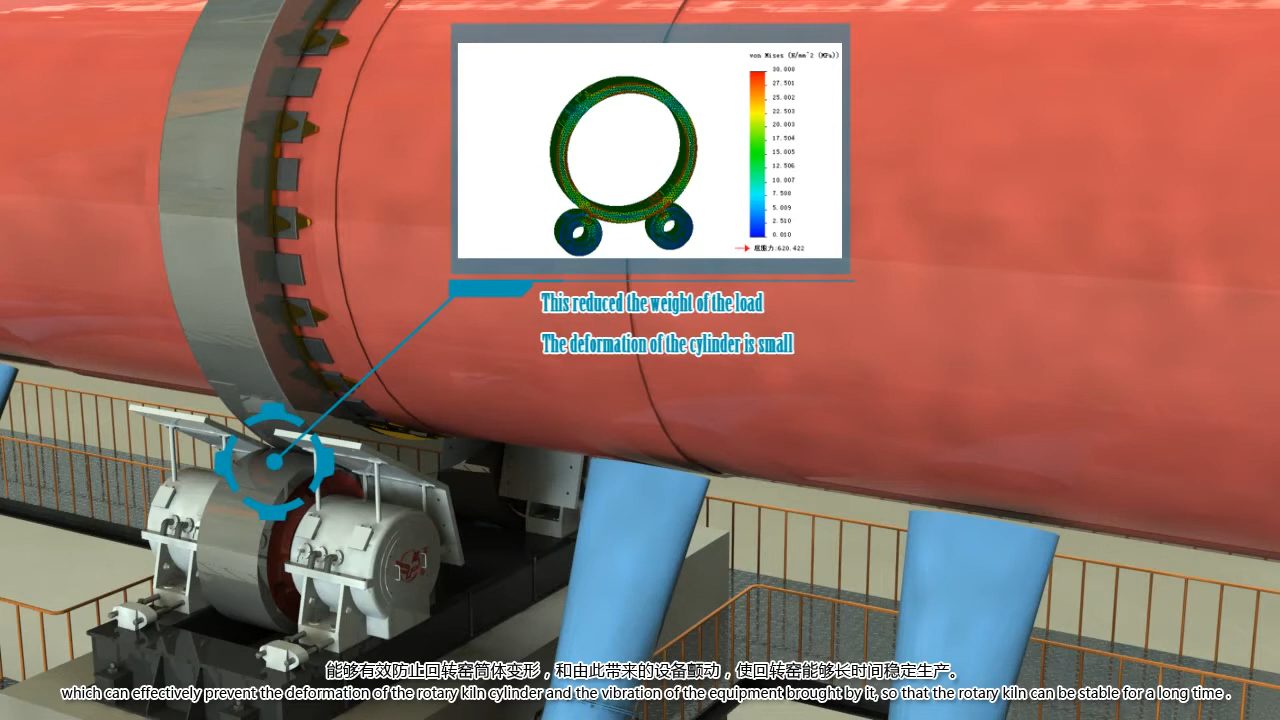 von Mises (N/mm^2 (MPa))
30.000
27.501
25.002
22.503
20.003
17.504
15.005
12.506
10.007
7.508
5.009
2.510
0.010
屈服力:620.422
This reduced the weight of the load
The deformation of the cylinder is small
能够有效防止回转窑筒体变形，和由此带来的设备颤动，使回转窑能够长时间稳定生产。
which can effectively prevent the deformation of the rotary kiln cylinder and the vibration of the equipment brought by it, so that the rotary kiln can be stable for a long time .